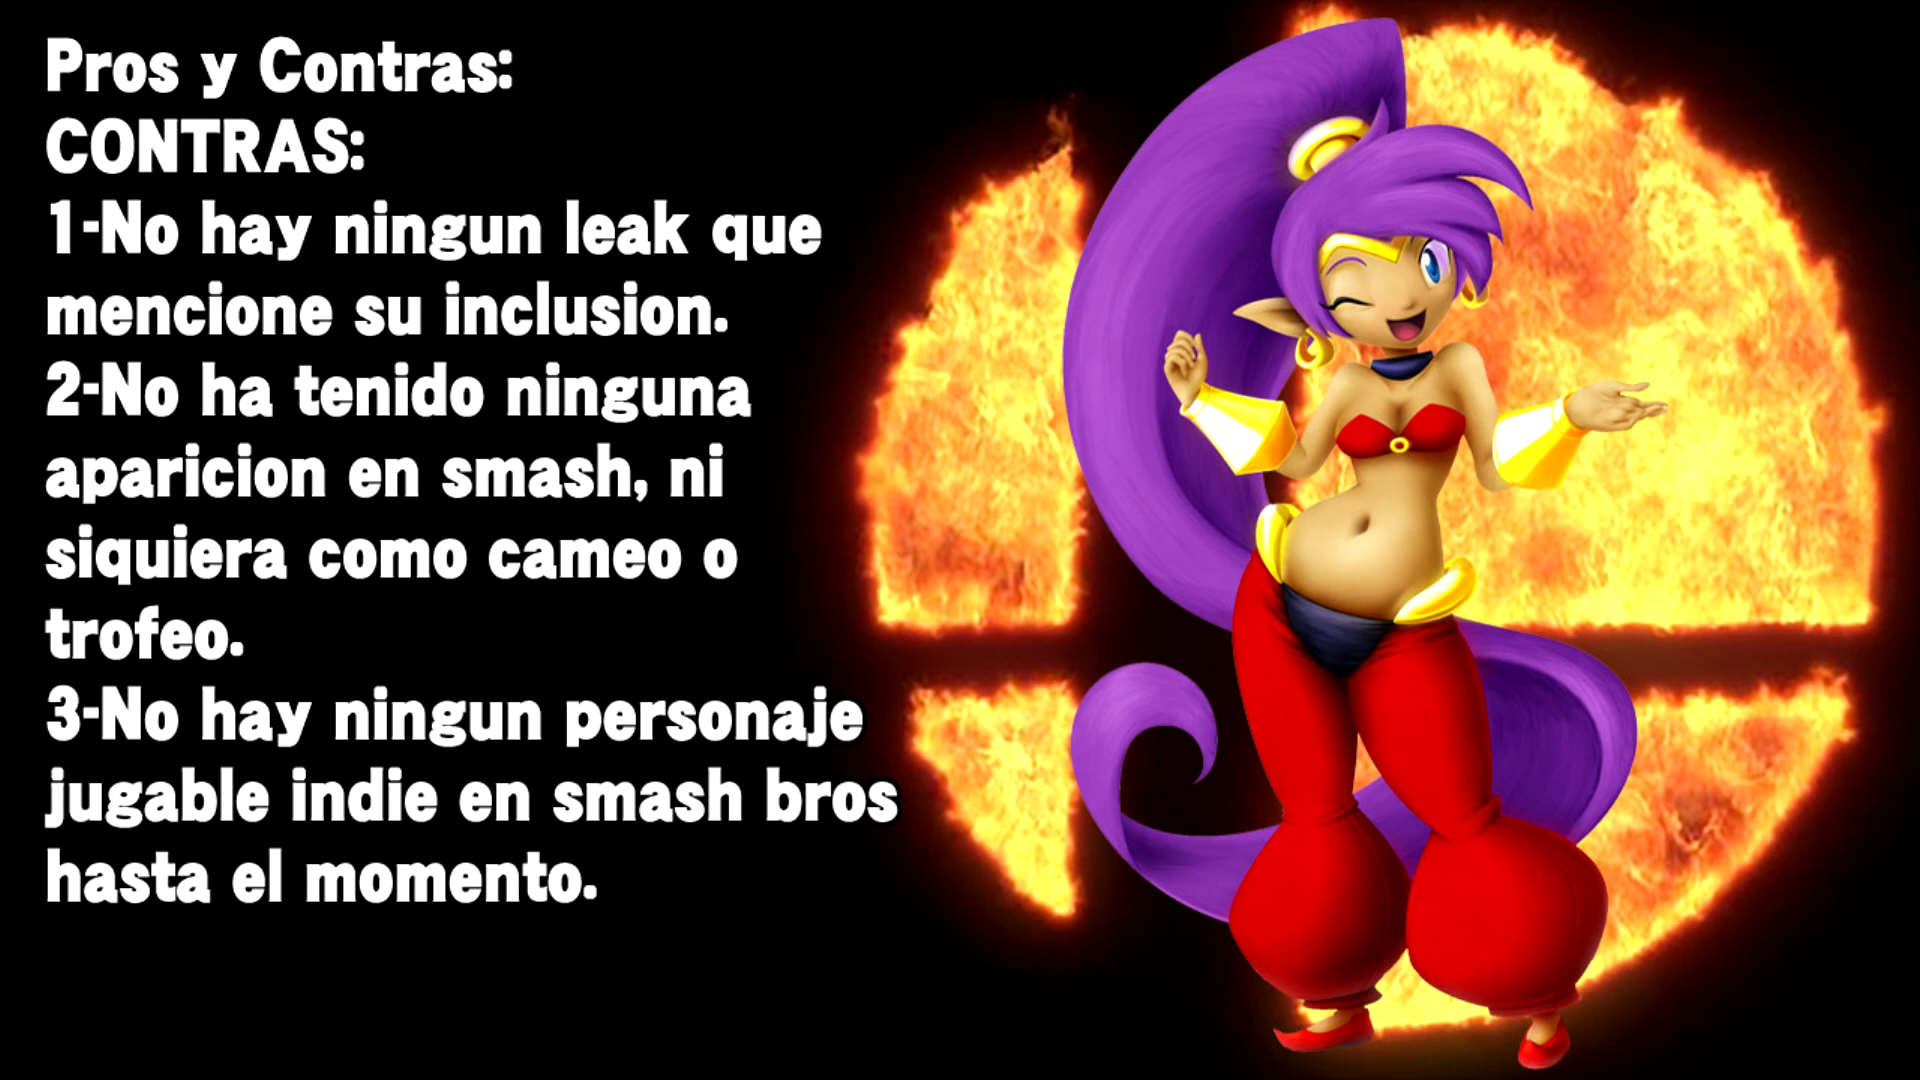 Pros y Contras:
CONTRAS:
1-No hay ningun leak que
mencione su inclusion.
2-No ha tenido ninguna
aparicion en smash, ni
siquiera como cameo o
trofeo.
3-No hay ningun personaje
jugable indie en smash bros
hasta el momento.